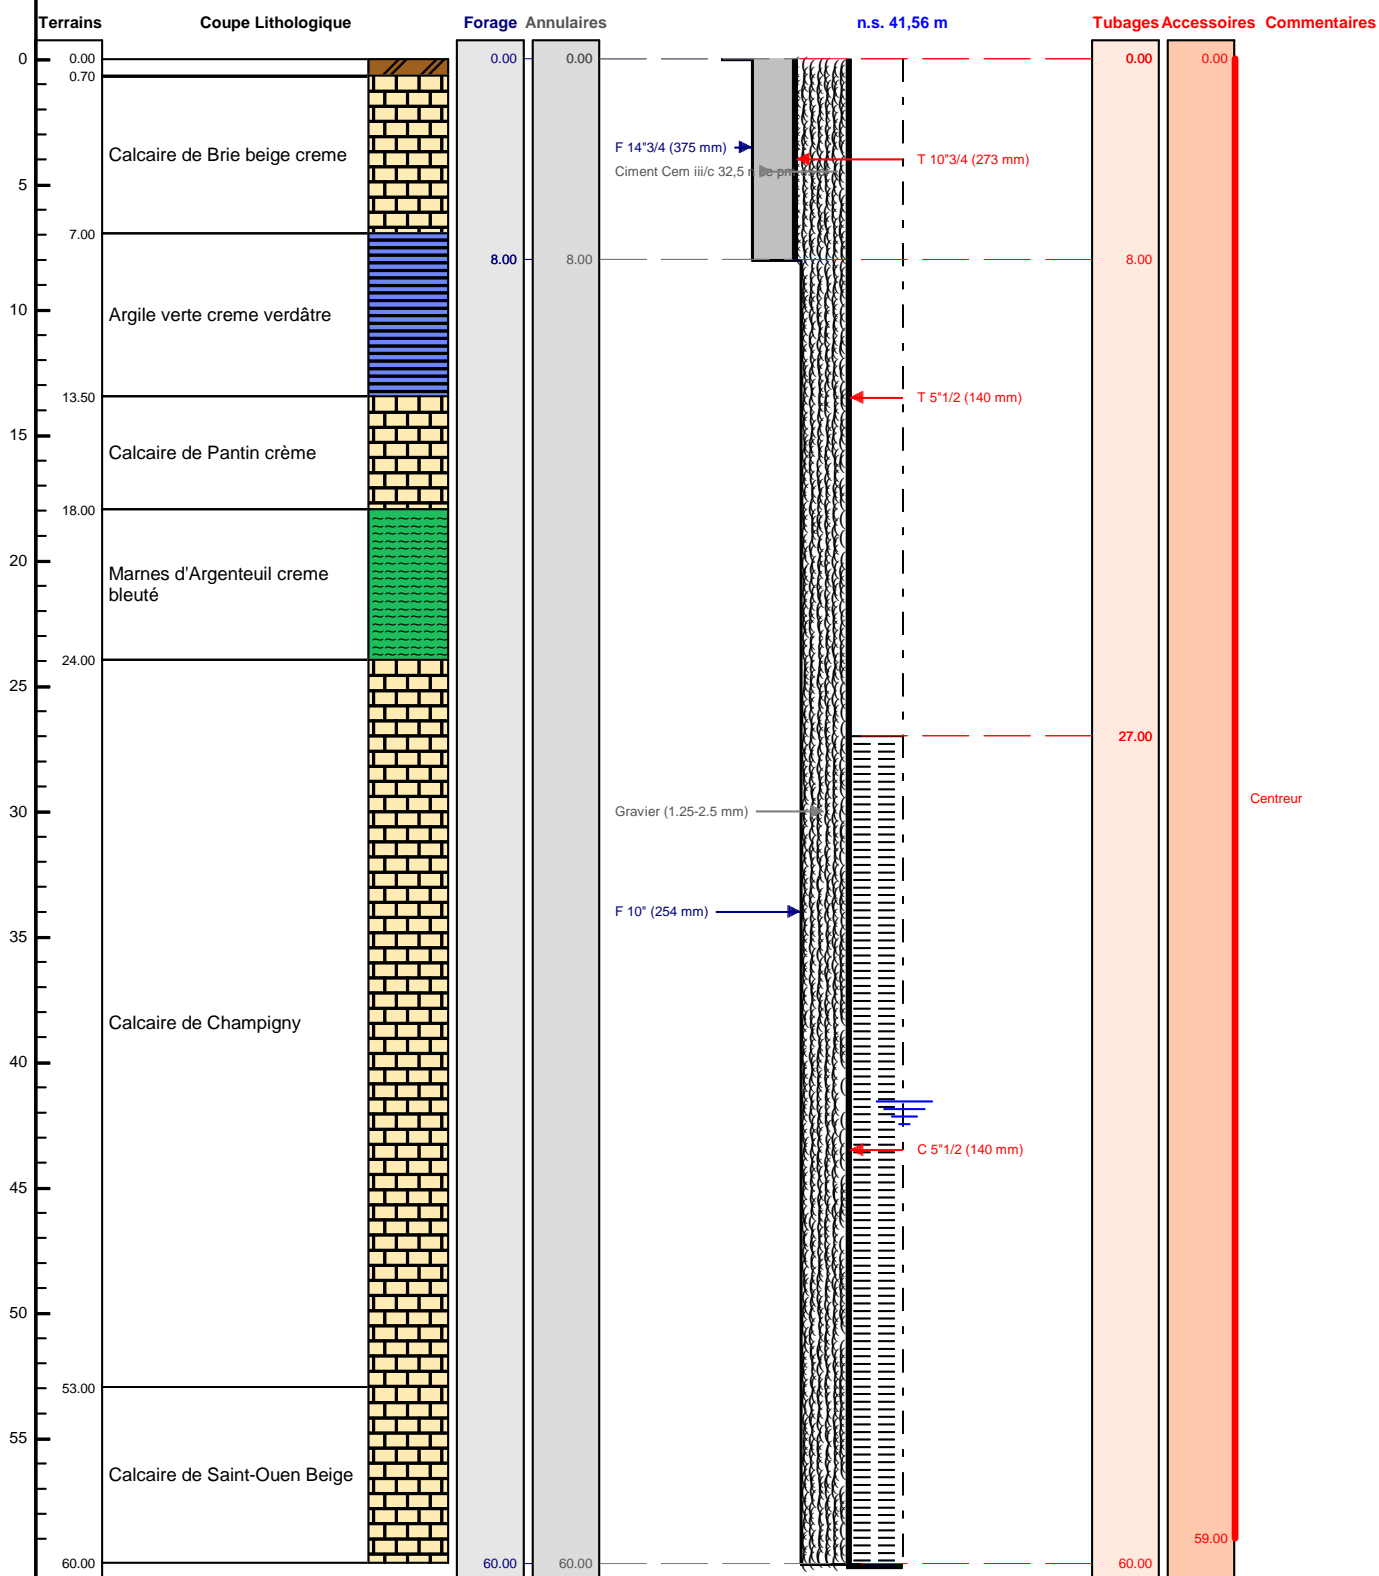 Terrains Coupe Lithologique Forage Annulaires n.s. 41,56 m Tubages Accessoires Commentaires
0 0.00 0.00 0.00 0.00 0.00
0.70
F 14"3/4 (375 mm)
Calcaire de Brie beige creme
T 10"3/4 (273 mm)
Ciment Cem iii/c 32,5
5
7.00
8.00 8.00 8.00
10
Argile verte creme verdâtre
13.50
T 5"1/2 (140 mm)
15
Calcaire de Pantin crème
18.00
20
Marnes d'Argenteuil creme
bleuté
24.00
25
27.00
Centreur
30
Gravier (1.25-2.5 mm)
F 10" (254 mm)
35
Calcaire de Champigny
40
C 5"1/2 (140 mm)
45
50
53.00
55
Calcaire de Saint-Ouen Beige
59.00
60.00 60.00 60.00 60.00